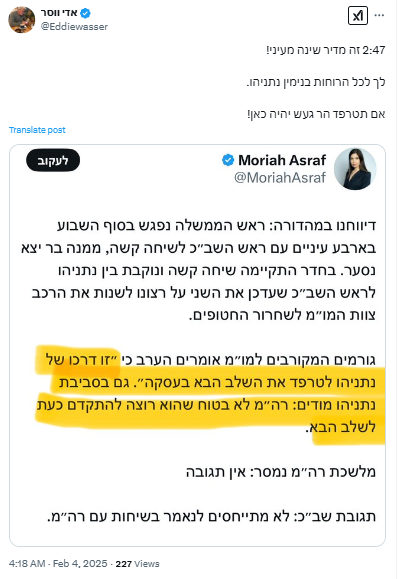 אדי ווסר
@Eddiewasser
2:47 זה מדיר שינה מעיני!
לך לכל הרוחות בנימין נתניהו.
אם תטרפד הר געש יהיה כאן!
Translate post
לעקוב
Moriah Asraf
@MoriahAsraf
דיווחנו במהדורה: ראש הממשלה נפגש בסוף השבוע
בארבע עיניים עם ראש השב״כ לשיחה קשה, ממנה בר יצא
נסער. בחדר התקיימה שיחה קשה ונוקבת בין נתניהו
לראש השב״כ שעדכן את השני על רצונו לשנות את הרכב
צוות המו״מ לשחרור החטופים.
גורמים המקורבים למו״מ אומרים הערב כי ״זו דרכו של
נתניהו לטרפד את השלב הבא בעסקה״. גם בסביבת
נתניהו מודים: רה״מ לא בטוח שהוא רוצה להתקדם כעת
לשלב הבא.
מלשכת רה״מ נמסר: אין תגובה
תגובת שב״כ: לא מתייחסים לנאמר בשיחות עם רה״מ.
4:18 AM · Feb 4, 2025 · 227 Views